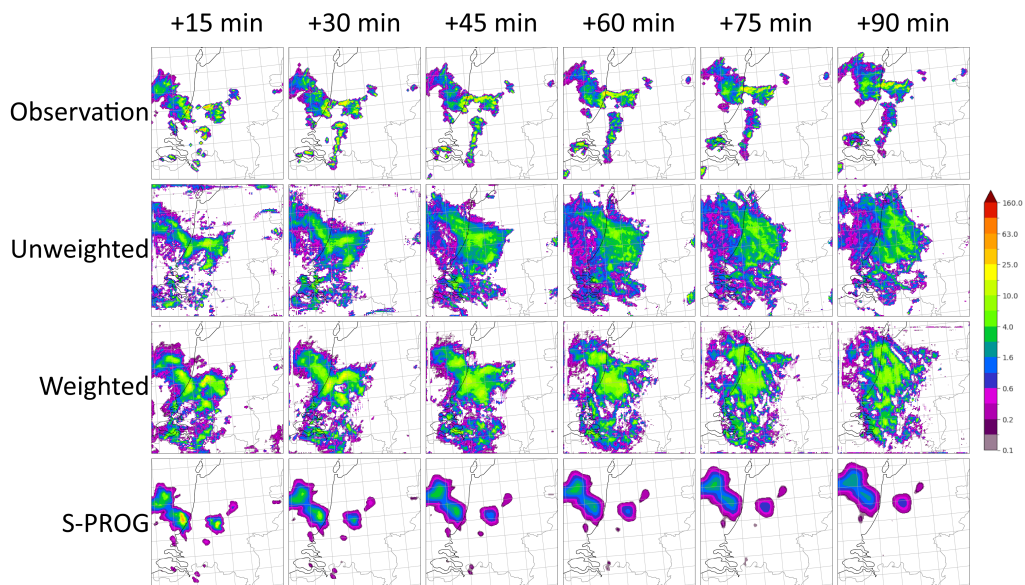 +15 min +30 min +45 min +60 min +75 min +90 min
Observation
Unweighted
Weighted
S-PROG
160.0
63.0
25.0
10.0
4.0
1.6
0.6
0.2
0.1